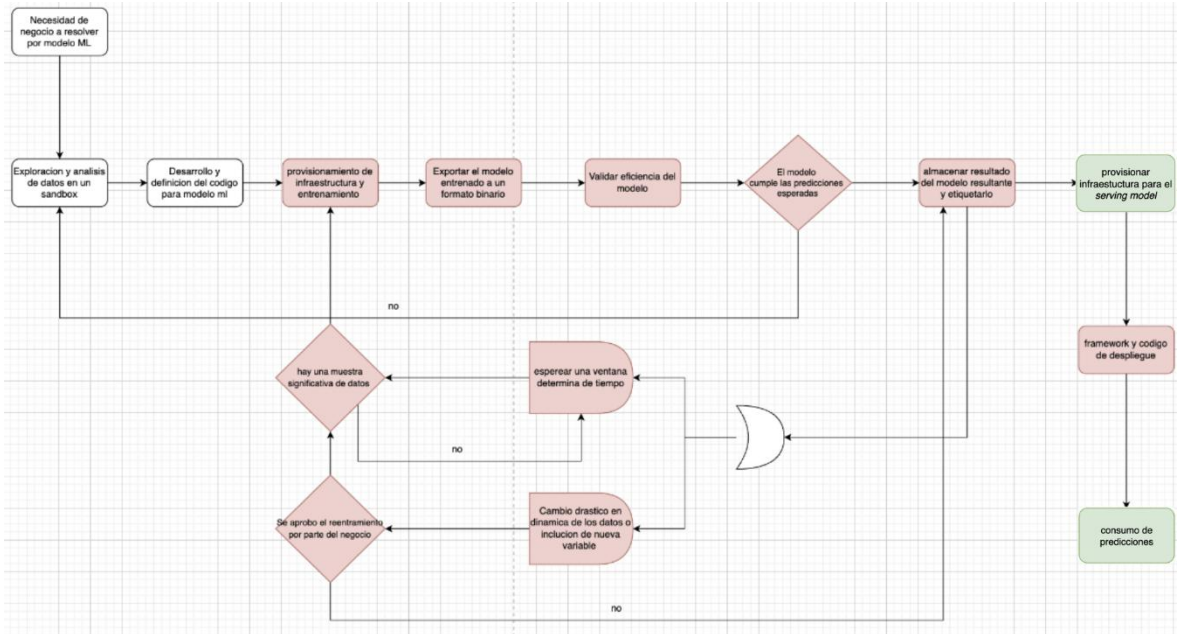 Necesidad de
negocio a resolver
por modelo ML
Exploracion y analisis
de datos en un
sandbox
Desarrollo y
definicion del codigo
para modelo ml
provisionamiento de
infraestructura y
entrenamiento
Exportar el modelo
entrenado a un
formato binario
Validar eficiencia del
modelo
El modelo
cumple las predicciones
esperadas
almacenar resultado
del modelo resultante
y etiquetarlo
provisionar
infraestuctura para el
serving model
no
hay una muestra
significativa de datos
esperear una ventana
determina de tiempo
framework y codigo
de despliegue
no
Se aprobo el reentramiento
por parte del negocio
Cambio drastico en
dinamica de los datos o
inclucion de nueva
variable
consumo de
predicciones
no